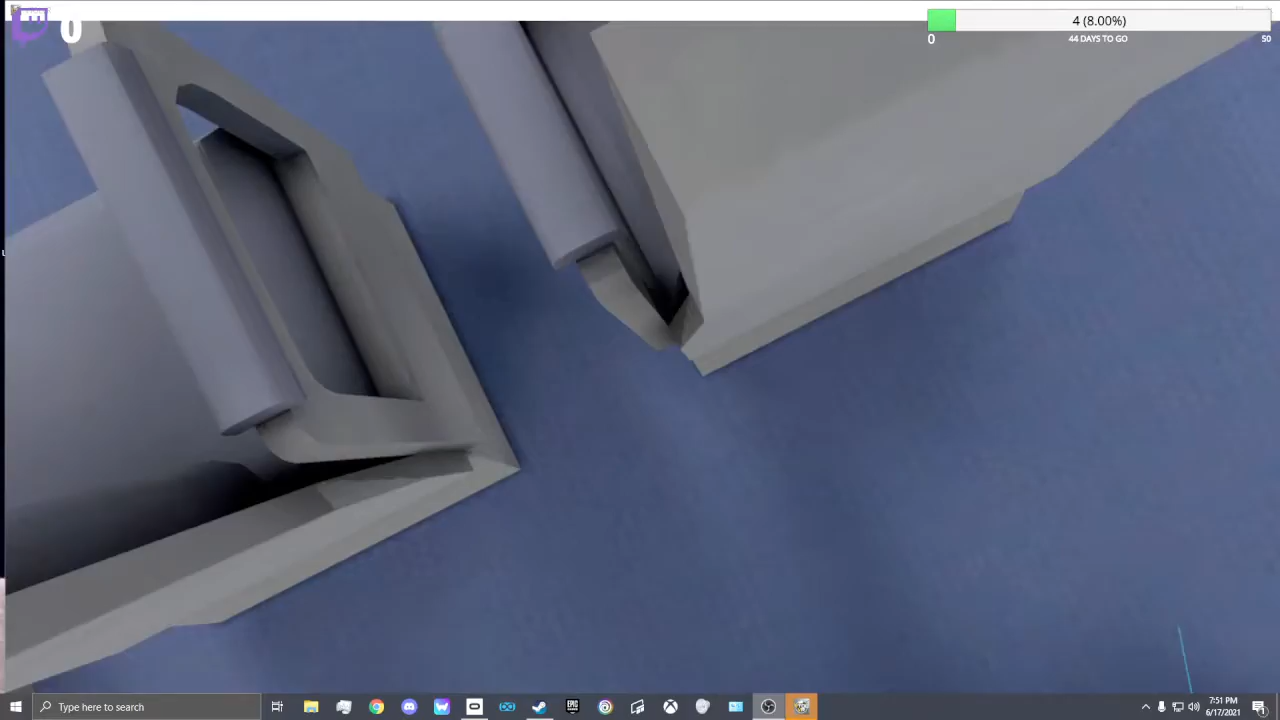 0
4 (8.00%)
0
44 DAYS TO GO
50
Type here to search
7:51 PM
6/17/2021